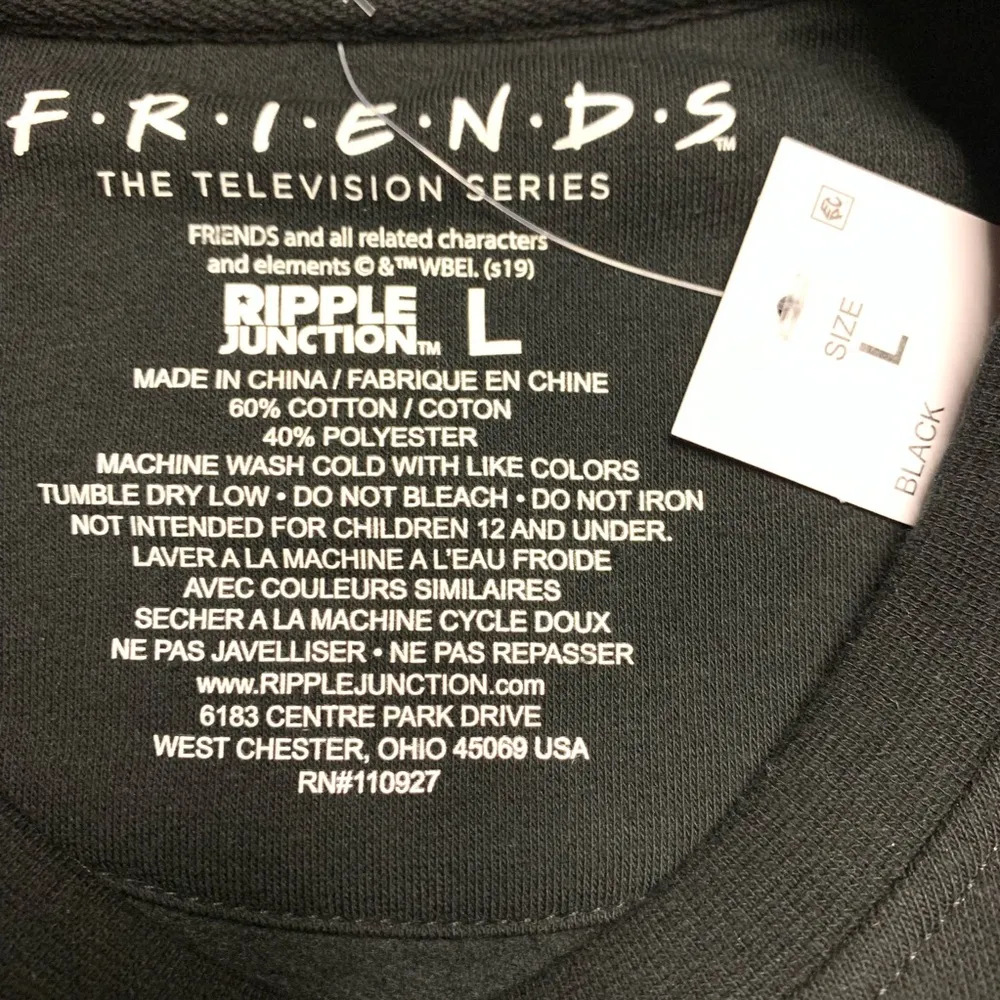 F·R·I·E·N·D·S™
THE TELEVISION SERIES
FRIENDS and all related characters
and elements © &™WBEI. (s19)
RIPPLE
JUNCTION™ L
MADE IN CHINA / FABRIQUE EN CHINE
60% COTTON / COTON
40% POLYESTER
MACHINE WASH COLD WITH LIKE COLORS
TUMBLE DRY LOW • DO NOT BLEACH • DO NOT IRON
NOT INTENDED FOR CHILDREN 12 AND UNDER.
LAVER A LA MACHINE A L'EAU FROIDE
AVEC COULEURS SIMILAIRES
SECHER A LA MACHINE CYCLE DOUX
NE PAS JAVELLISER • NE PAS REPASSER
www.RIPPLEJUNCTION.com
6183 CENTRE PARK DRIVE
WEST CHESTER, OHIO 45069 USA
RN#110927
SIZE
L
BLACK